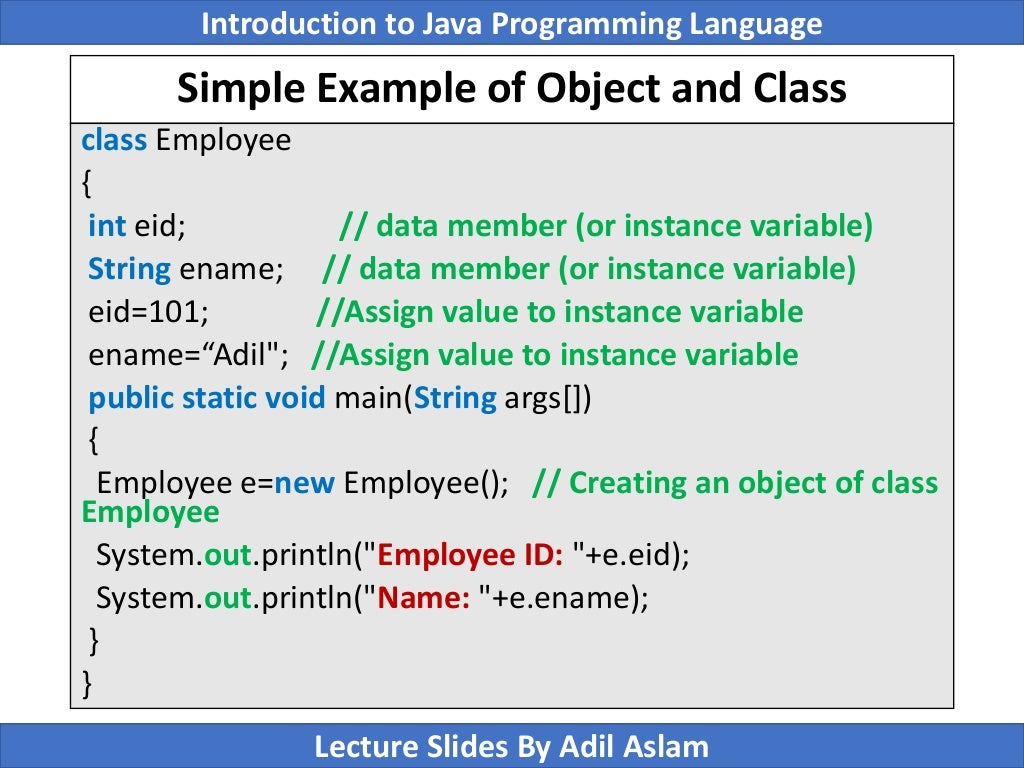 Introduction to Java Programming Language
Simple Example of Object and Class
class Employee
{
int eid; // data member (or instance variable)
String ename; // data member (or instance variable)
eid=101; //Assign value to instance variable
ename=“Adil"; //Assign value to instance variable
public static void main(String args[])
{
Employee e=new Employee(); // Creating an object of class
Employee
System.out.println("Employee ID: "+e.eid);
System.out.println("Name: "+e.ename);
}
}
Lecture Slides By Adil Aslam